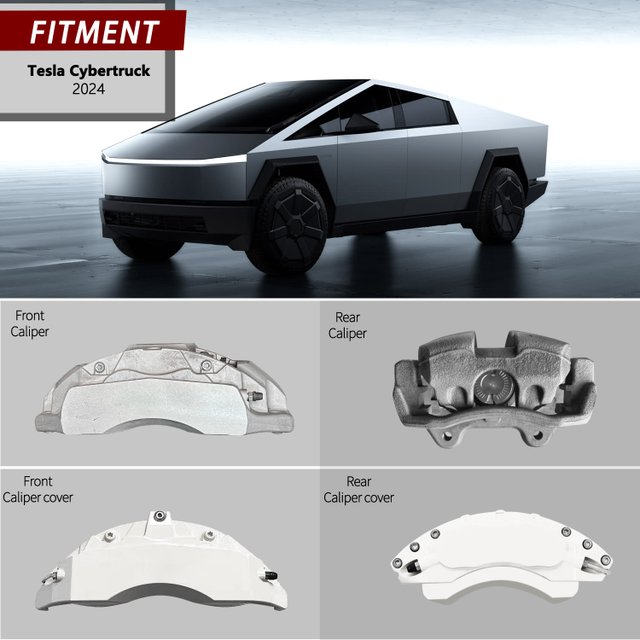 FITMENT
Tesla Cybertruck
2024
Front
Caliper
Rear
Caliper
Front
Caliper cover
Rear
Caliper cover